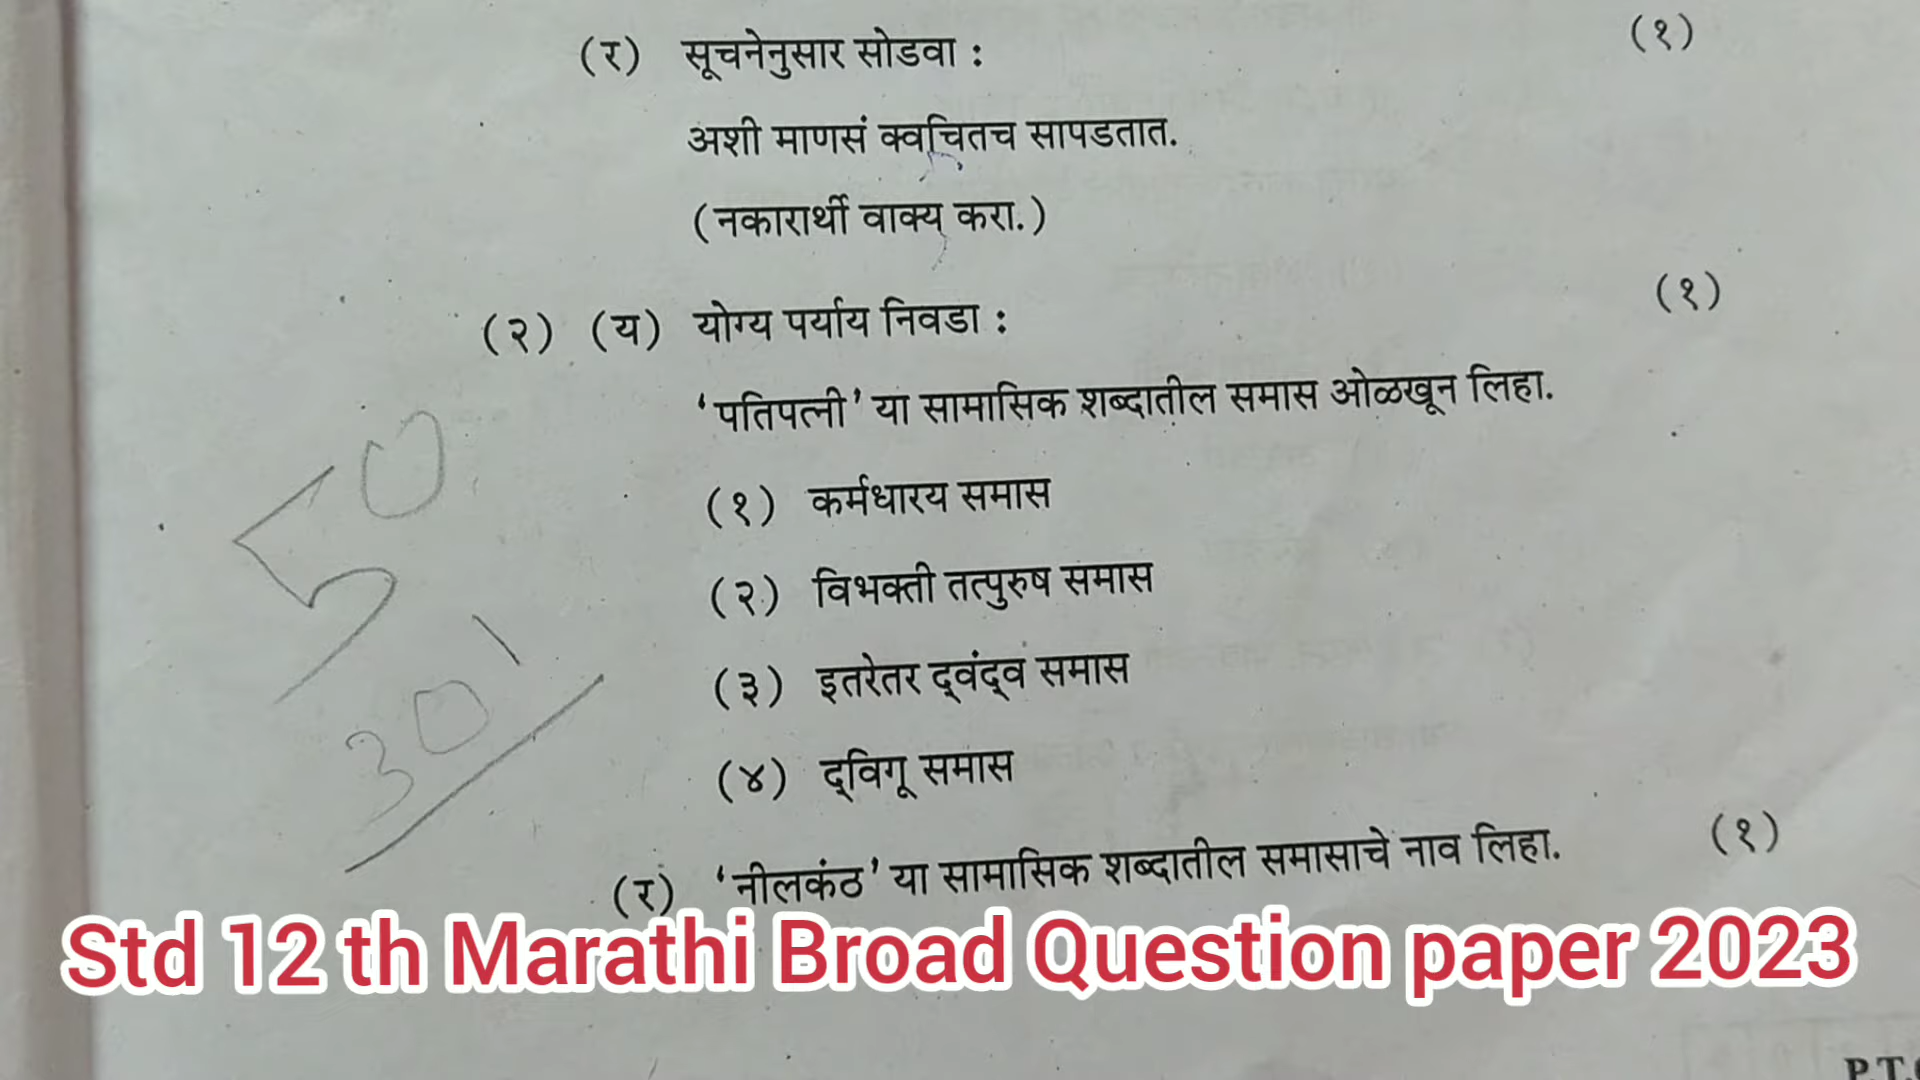 (र) सूचनेनुसार सोडवा : (१)
अशी माणसं क्वचितच सापडतात.
(नकारार्थी वाक्य करा.)
(२) (य) योग्य पर्याय निवडा : (१)
'पतिपत्नी' या सामासिक शब्दातील समास ओळखून लिहा.
(१) कर्मधारय समास
(२) विभक्ती तत्पुरुष समास
(३) इतरेतर द्‌वंद्‌व समास
(४) द्‌विगू समास
(र) 'नीलकंठ' या सामासिक शब्दातील समासाचे नाव लिहा. (१)
50
30
Std 12 th Marathi Broad Question paper 2023
P.T.